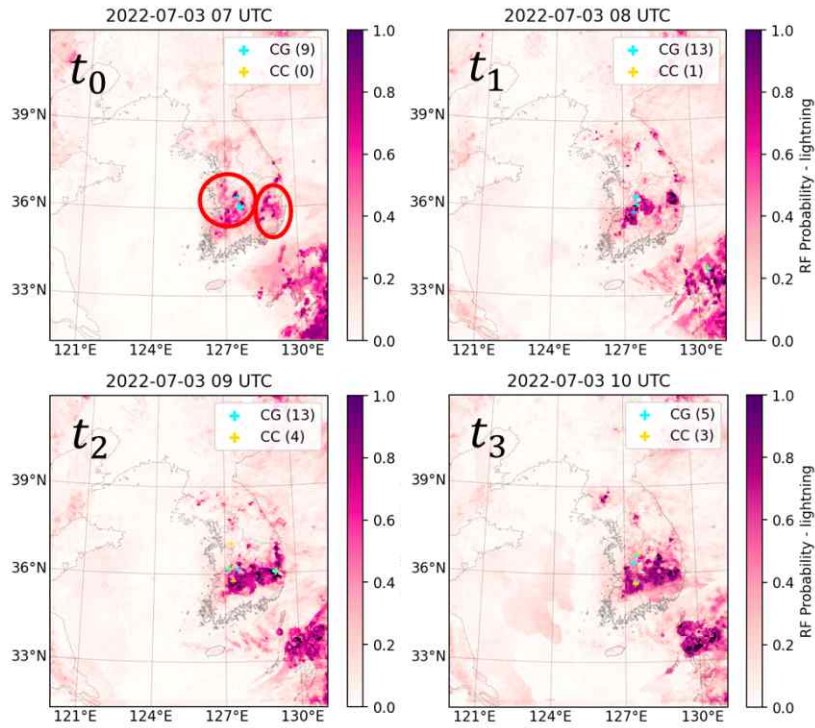 2022-07-03 07 UTC
t0
CG (9)
CC (0)
39°N
36°N
33°N
121°E 124°E 127°E 130°E
1.0
0.8
0.6
0.4
0.2
0.0
2022-07-03 08 UTC
t1
CG (13)
CC (1)
39°N
36°N
33°N
121°E 124°E 127°E 130°E
1.0
0.8
0.6
0.4
0.2
0.0
RF Probability - lightning
2022-07-03 09 UTC
t2
CG (13)
CC (4)
39°N
36°N
33°N
121°E 124°E 127°E 130°E
1.0
0.8
0.6
0.4
0.2
0.0
2022-07-03 10 UTC
t3
CG (5)
CC (3)
39°N
36°N
33°N
121°E 124°E 127°E 130°E
1.0
0.8
0.6
0.4
0.2
0.0
RF Probability - lightning